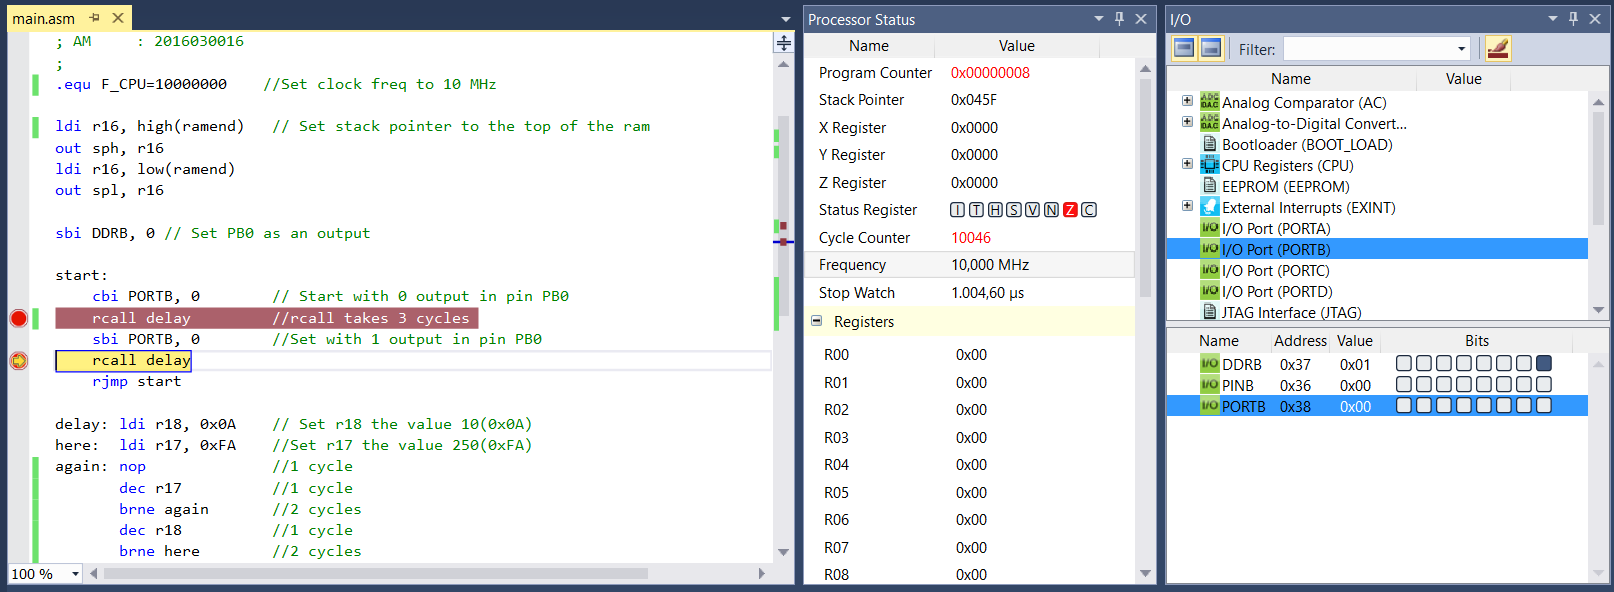 main.asm
; AM     : 2016030016
;
.equ F_CPU=10000000    //Set clock freq to 10 MHz
ldi r16, high(ramend)   // Set stack pointer to the top of the ram
out sph, r16
ldi r16, low(ramend)
out spl, r16
sbi DDRB, 0 // Set PB0 as an output
start:
cbi PORTB, 0         // Start with 0 output in pin PB0
rcall delay          //rcall takes 3 cycles
sbi PORTB, 0         //Set with 1 output in pin PB0
rcall delay
rjmp start
delay: ldi r18, 0x0A    // Set r18 the value 10(0x0A)
here:  ldi r17, 0xFA    //Set r17 the value 250(0xFA)
again: nop              //1 cycle
dec r17          //1 cycle
brne again       //2 cycles
dec r18          //1 cycle
brne here        //2 cycles
100 %
Processor Status
Name Value
Program Counter 0x00000008
Stack Pointer 0x045F
X Register 0x0000
Y Register 0x0000
Z Register 0x0000
Status Register I T H S V N Z C
Cycle Counter 10046
Frequency 10,000 MHz
Stop Watch 1.004,60 µs
Registers
R00 0x00
R01 0x00
R02 0x00
R03 0x00
R04 0x00
R05 0x00
R06 0x00
R07 0x00
R08 0x00
I/O
Filter:
Name Value
ADC DAC Analog Comparator (AC)
ADC DAC Analog-to-Digital Convert...
Bootloader (BOOT_LOAD)
CPU Registers (CPU)
EEPROM (EEPROM)
External Interrupts (EXINT)
I/O I/O Port (PORTA)
I/O I/O Port (PORTB)
I/O I/O Port (PORTC)
I/O I/O Port (PORTD)
JTAG Interface (JTAG)
Name Address Value Bits
I/O DDRB 0x37 0x01
I/O PINB 0x36 0x00
I/O PORTB 0x38 0x00